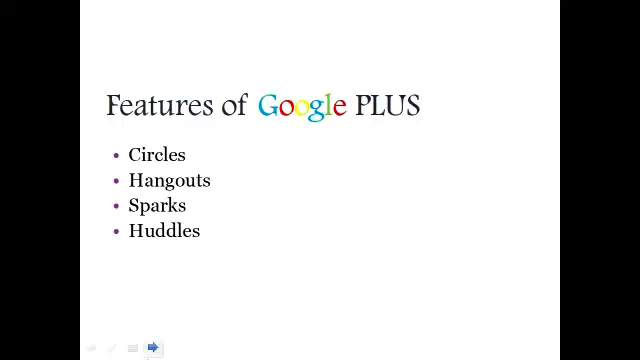 Features of Google PLUS
• Circles
• Hangouts
• Sparks
• Huddles